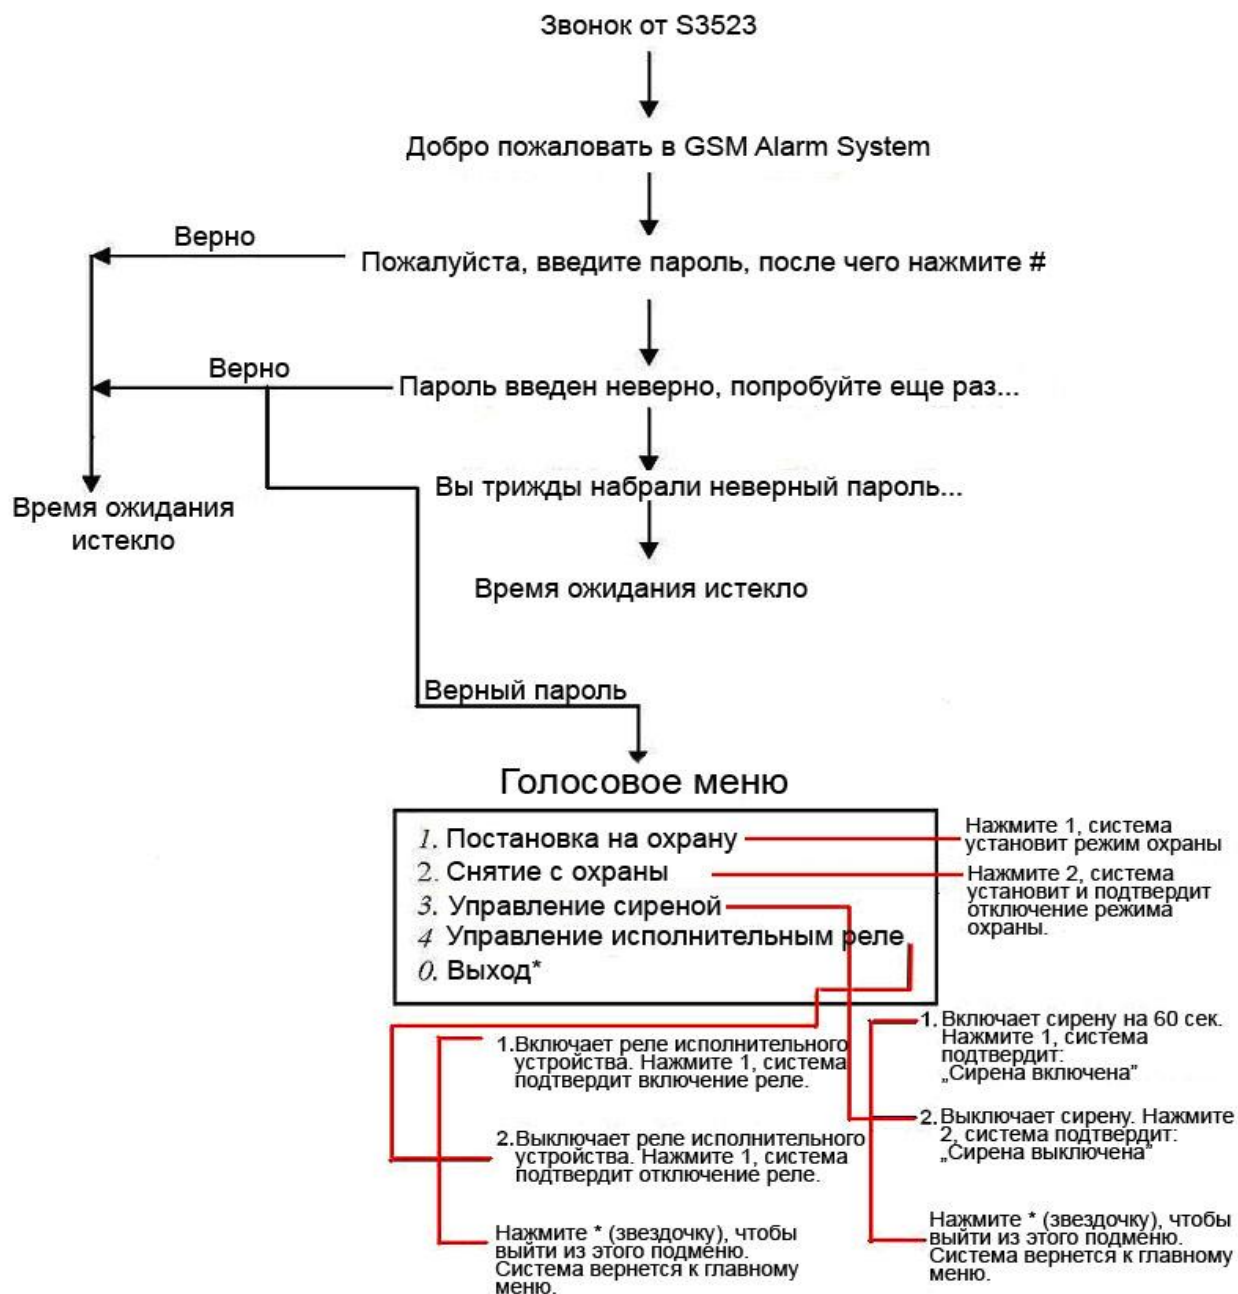 Звонок от S3523
Добро пожаловать в GSM Alarm System
Верно
Пожалуйста, введите пароль, после чего нажмите #
Верно
Пароль введен неверно, попробуйте еще раз...
Вы трижды набрали неверный пароль...
Время ожидания
истекло
Время ожидания истекло
Верный пароль
Голосовое меню
1. Постановка на охрану
2. Снятие с охраны
3. Управление сиреной
4 Управление исполнительным реле
0. Выход*
Нажмите 1, система
установит режим охраны
Нажмите 2, система
установит и подтвердит
отключение режима
охраны.
1.Включает реле исполнительного
устройства. Нажмите 1, система
подтвердит включение реле.
2.Выключает реле исполнительного
устройства. Нажмите 1, система
подтвердит отключение реле.
Нажмите * (звездочку), чтобы
выйти из этого подменю.
Система вернется к главному
меню.
1. Включает сирену на 60 сек.
Нажмите 1, система
подтвердит:
„Сирена включена”
2. Выключает сирену. Нажмите
2, система подтвердит:
„Сирена выключена”
Нажмите * (звездочку), чтобы
выйти из этого подменю.
Система вернется к главному
меню.